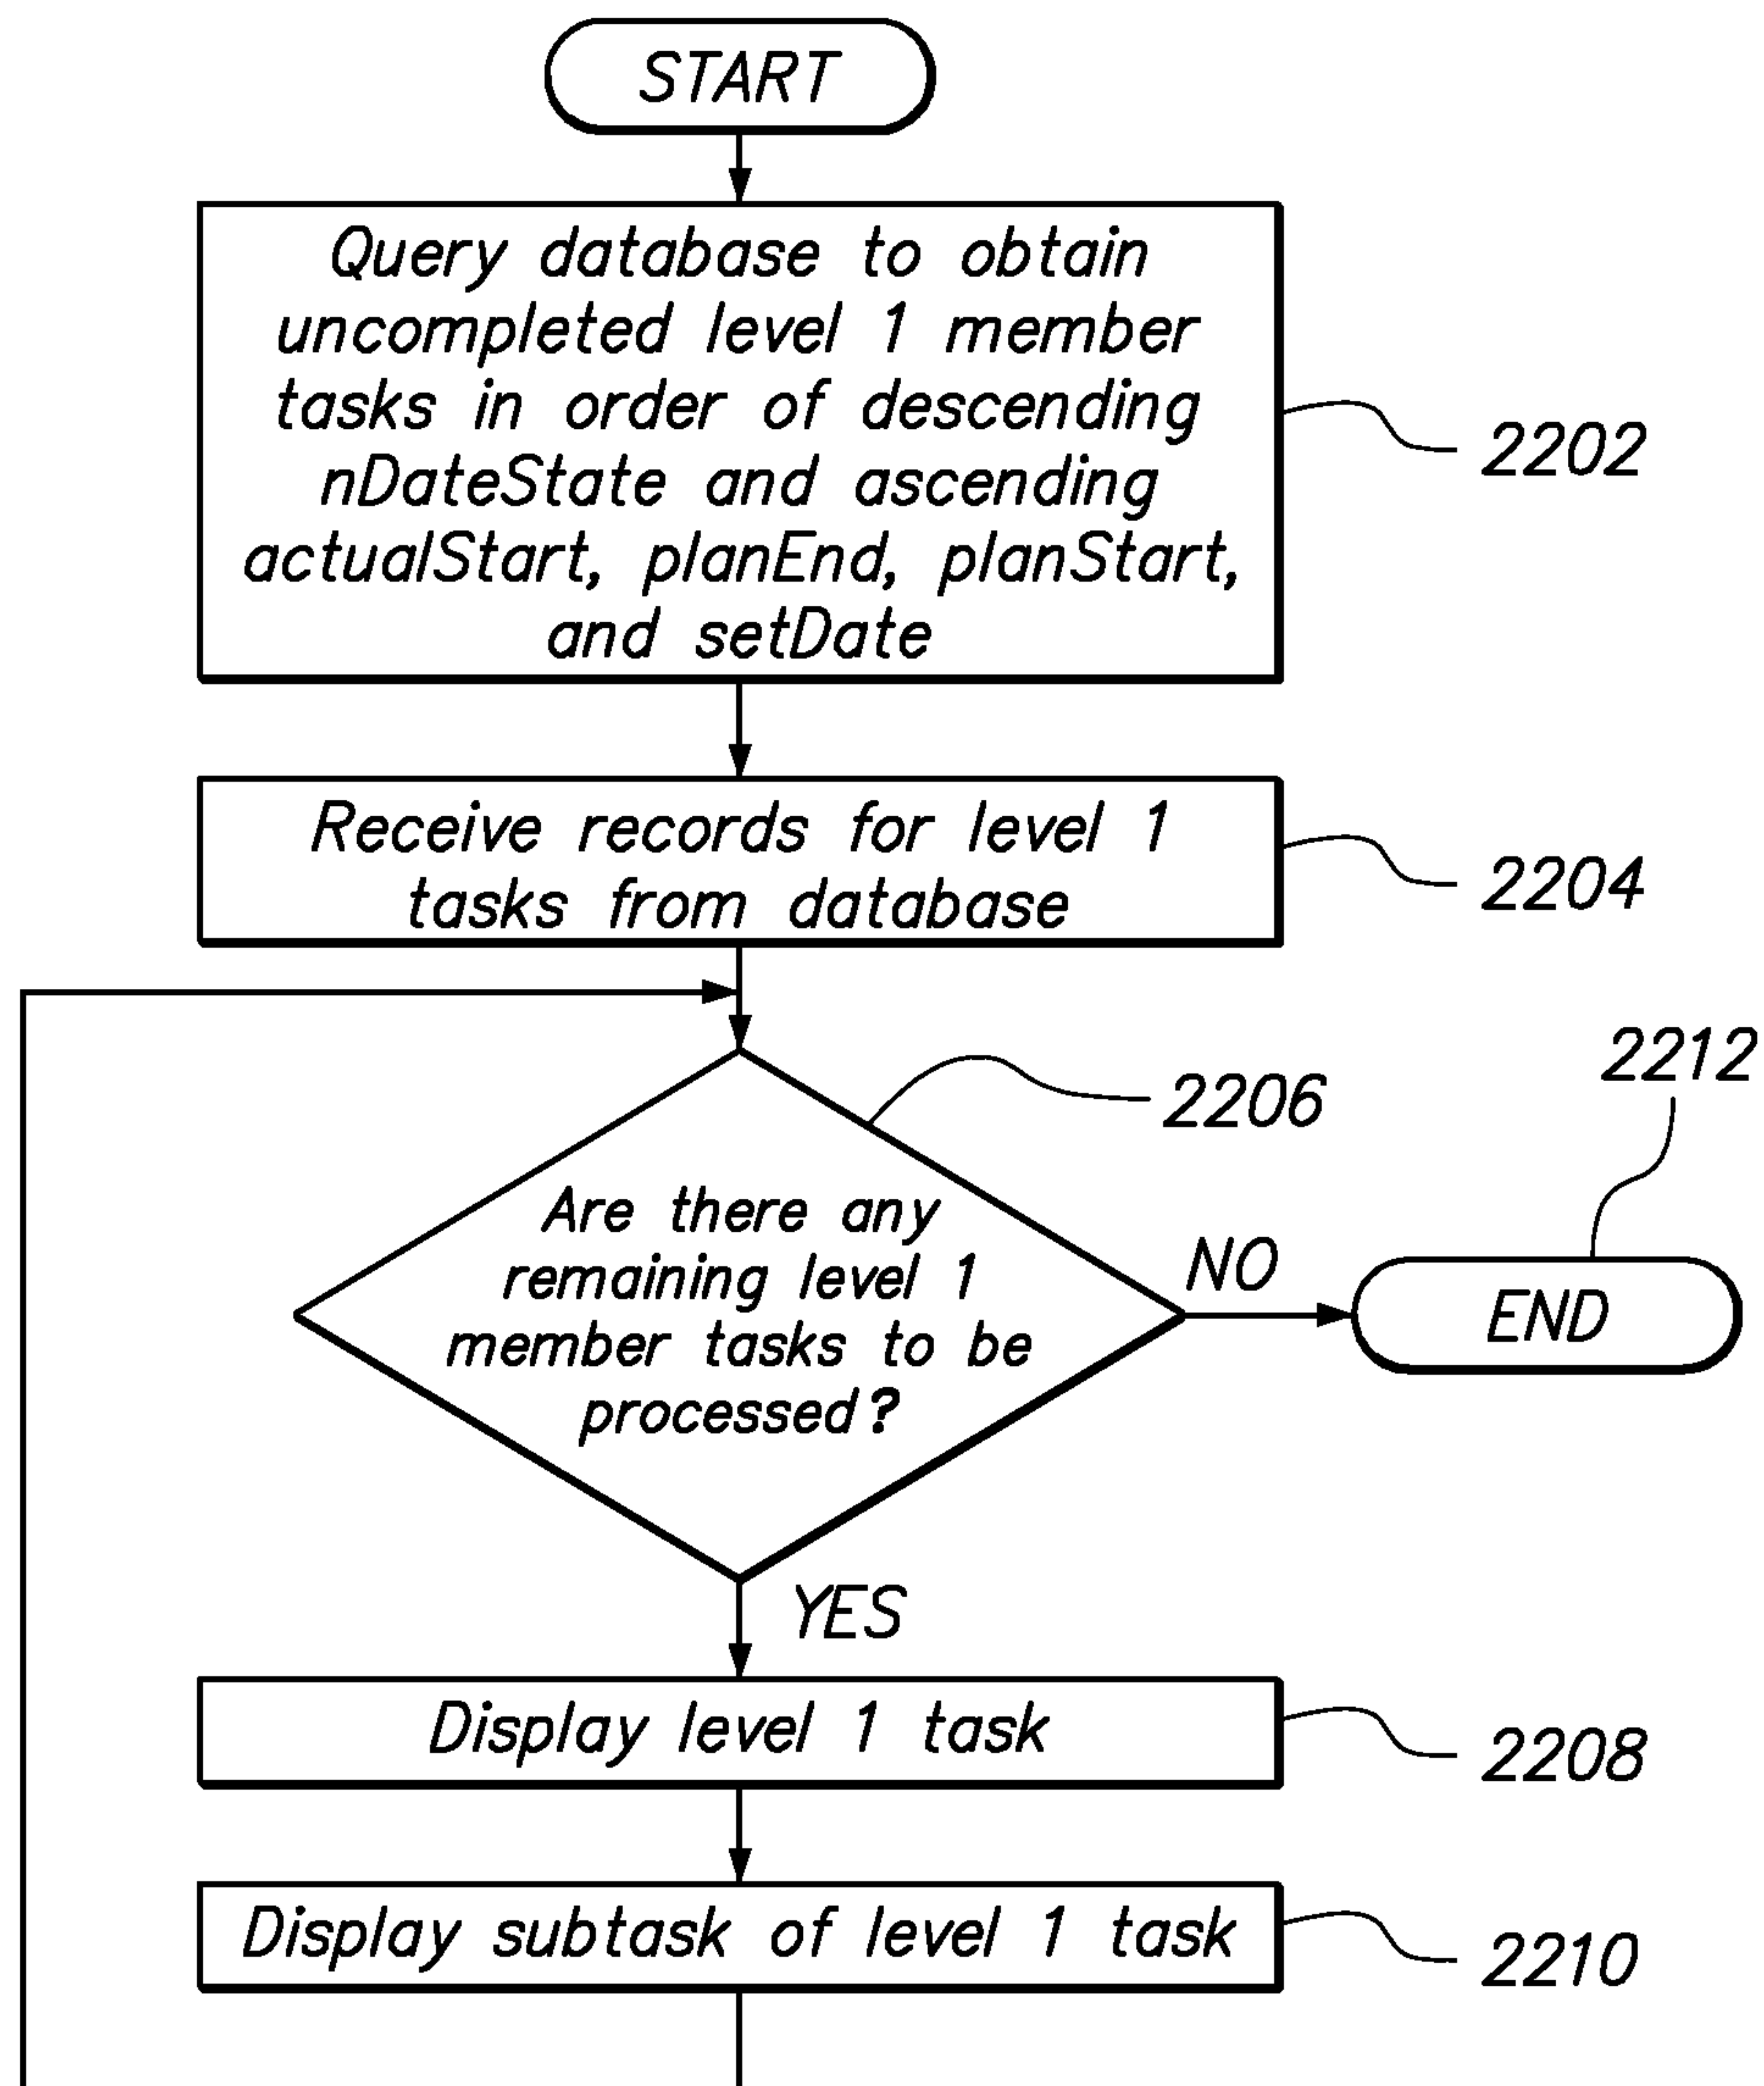 START
Query database to obtain
uncompleted level 1 member
tasks in order of descending
nDateState and ascending
actualStart, planEnd, planStart,
and setDate
2202
Receive records for level 1
tasks from database
2204
2206
2212
Are there any
remaining level 1
member tasks to be
processed?
NO
END
YES
Display level 1 task
2208
Display subtask of level 1 task
2210